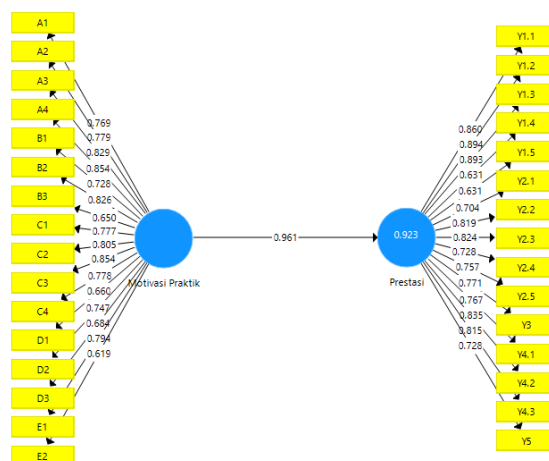 A1
A2
A3
A4
B1
B2
B3
C1
C2
C3
C4
D1
D2
D3
E1
E2
0.769
0.779
0.829
0.854
0.728
0.826
0.650
0.777
0.805
0.854
0.778
0.660
0.747
0.684
0.794
0.619
Motivasi Praktik
0.961
0.923
Prestasi
0.860
0.894
0.893
0.631
0.631
0.704
0.819
0.824
0.728
0.757
0.771
0.767
0.835
0.815
0.728
Y1.1
Y1.2
Y1.3
Y1.4
Y1.5
Y2.1
Y2.2
Y2.3
Y2.4
Y2.5
Y3
Y4.1
Y4.2
Y4.3
Y5